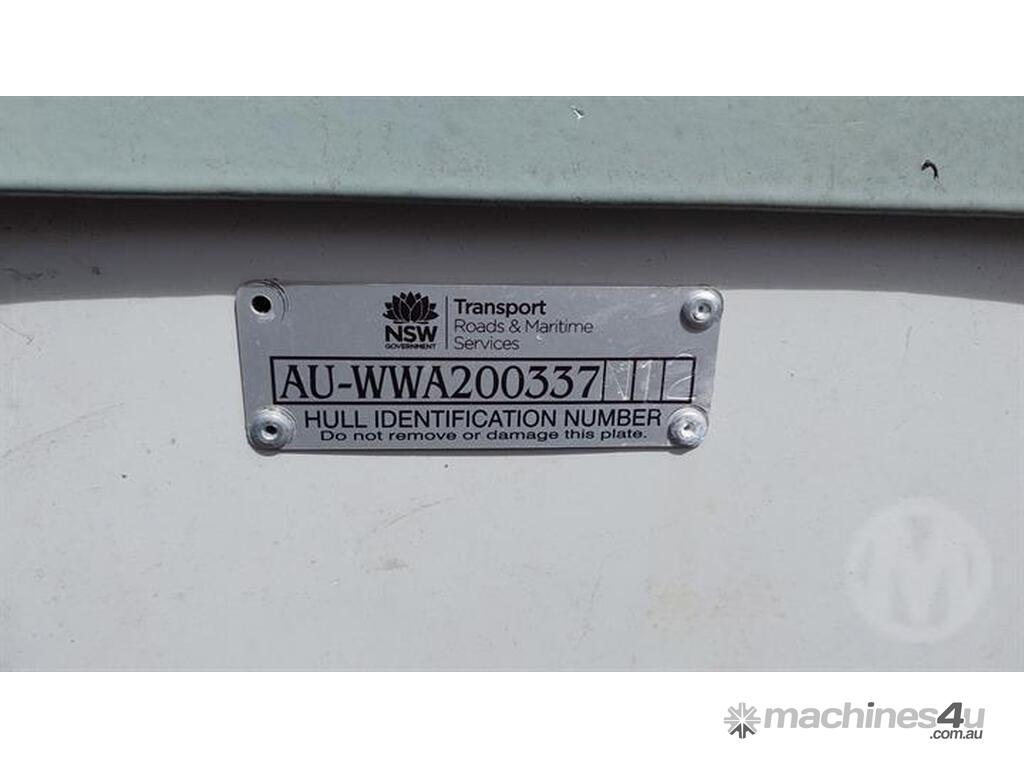 NSW
GOVERNMENT
Transport
Roads & Maritime
Services
AU-WWA200337N12
HULL IDENTIFICATION NUMBER
Do not remove or damage this plate.
M
machines4u
.com.au